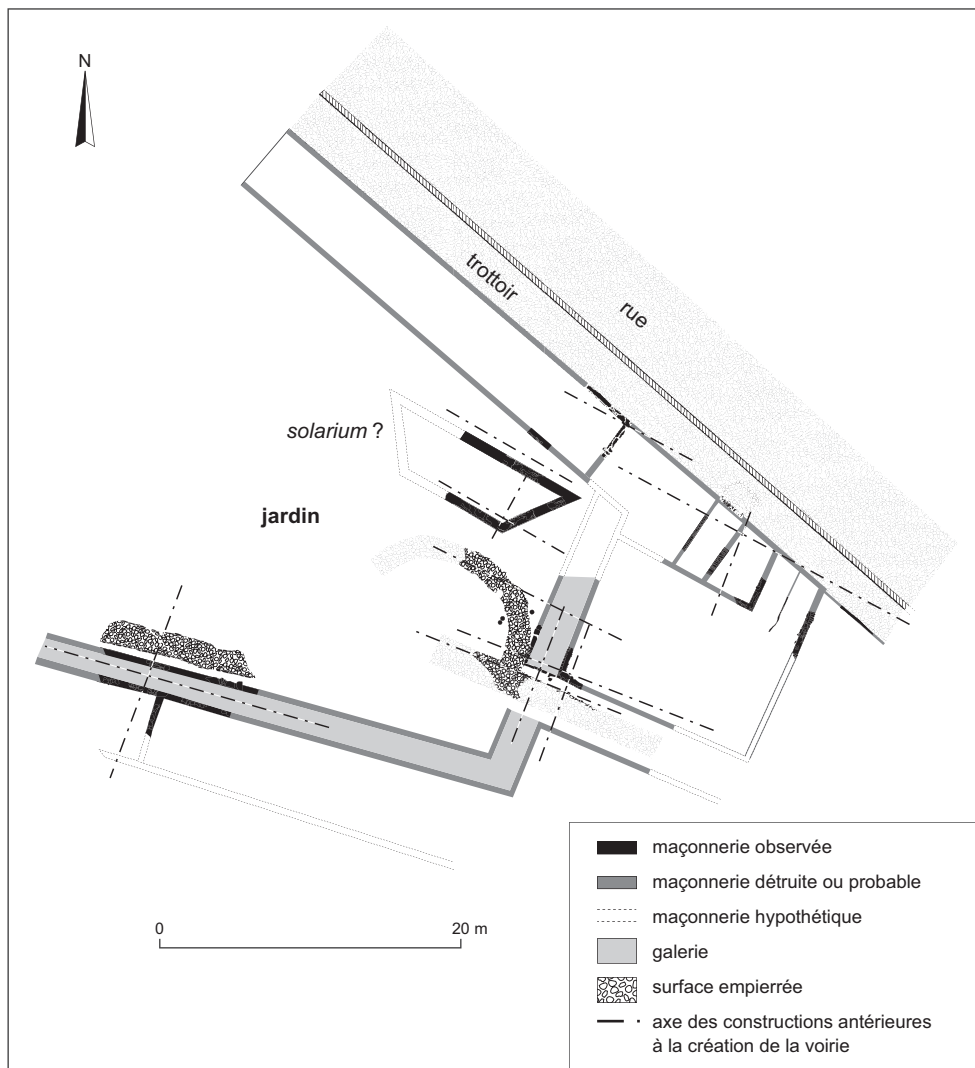 N
trottoir
rue
solarium ?
jardin
0 20 m
maçonnerie observée
maçonnerie détruite ou probable
maçonnerie hypothétique
galerie
surface empierrée
axe des constructions antérieures
à la création de la voirie